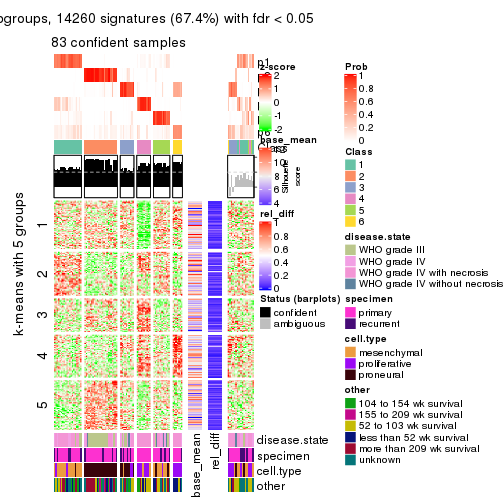 ogroups, 14260 signatures (67.4%) with fdr < 0.05
83 confident samples
p1
z-score
2
1
0
-1
-2
base_mean
10
8
6
4
Silhouette score
rel_diff
1
0.8
0.6
0.4
0.2
0
Status (barplots)
confident
ambiguous
Prob
1
0.8
0.6
0.4
0.2
0
Class
1
2
3
4
5
6
disease.state
WHO grade III
WHO grade IV
WHO grade IV with necrosis
WHO grade IV without necrosis
specimen
primary
recurrent
cell.type
mesenchymal
proliferative
proneural
other
104 to 154 wk survival
155 to 209 wk survival
52 to 103 wk survival
less than 52 wk survival
more than 209 wk survival
unknown
k-means with 5 groups
1
2
3
4
5
base_mean
rel_diff
disease.state
specimen
cell.type
other